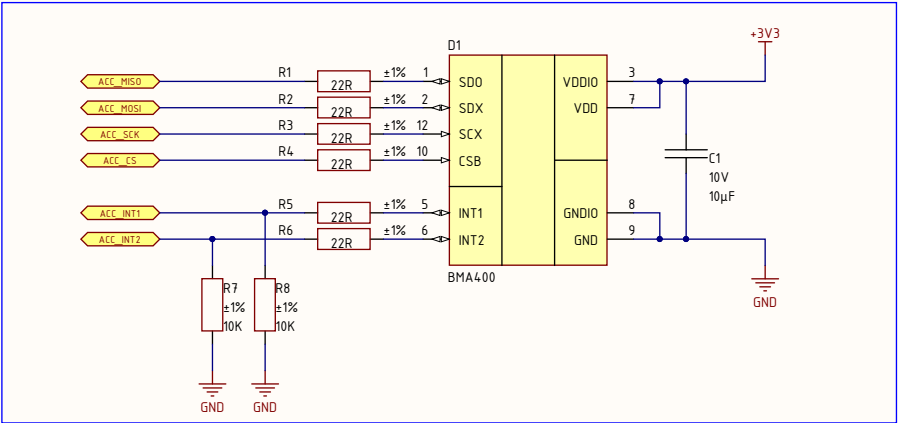 D1
+3V3
ACC_MISO R1 22R ±1% 1 SDO VDDIO 3
ACC_MOSI R2 22R ±1% 2 SDX VDD 7
ACC_SCK R3 22R ±1% 12 SCX
ACC_CS R4 22R ±1% 10 CSB
C1
10V
10µF
ACC_INT1 R5 22R ±1% 5 INT1 GNDIO 8
ACC_INT2 R6 22R ±1% 6 INT2 GND 9
BMA400
R7
±1%
10K
R8
±1%
10K
GND
GND
GND